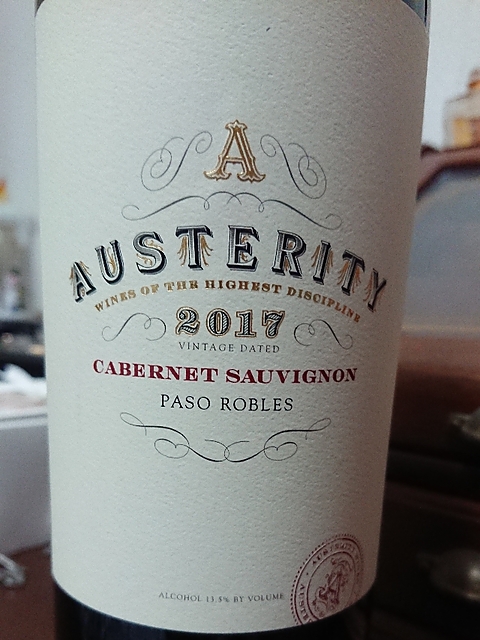 A
AUSTERITY
WINES OF THE HIGHEST DISCIPLINE
2017
VINTAGE DATED
CABERNET SAUVIGNON
PASO ROBLES
ALCOHOL 13.5% BY VOLUME